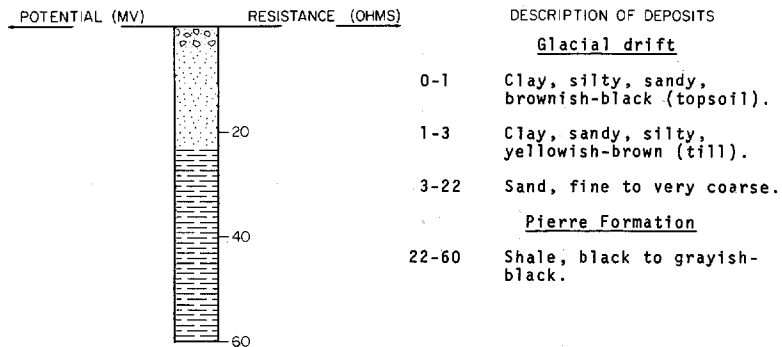 POTENTIAL (MV) RESISTANCE (OHMS) DESCRIPTION OF DEPOSITS
Glacial drift
0-1 Clay, silty, sandy,
brownish-black (topsoil).
1-3 Clay, sandy, silty,
yellowish-brown (till).
20
3-22 Sand, fine to very coarse.
Pierre Formation
40
22-60 Shale, black to grayish-
black.
60